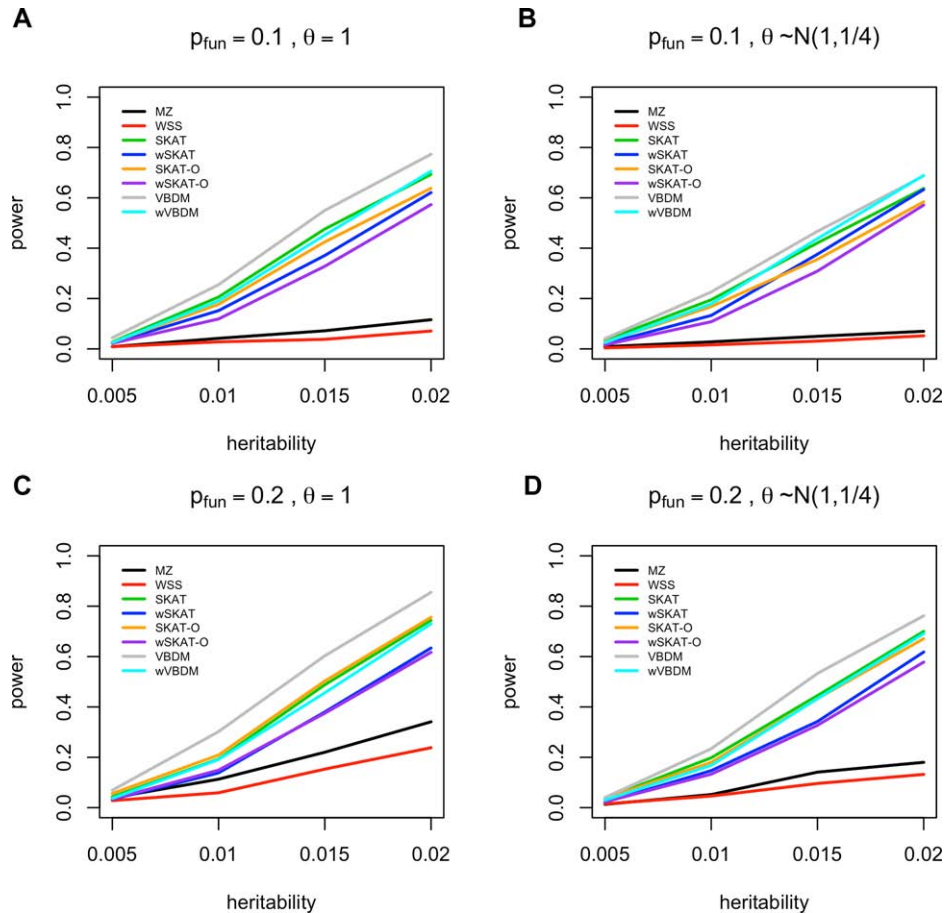 A
p_fun = 0.1 , θ = 1
1.0
0.8
0.6
0.4
0.2
0.0
power
MZ
WSS
SKAT
wSKAT
SKAT-O
wSKAT-O
VBDM
wVBDM
0.005 0.01 0.015 0.02
heritability
B
p_fun = 0.1 , θ ~N(1,1/4)
1.0
0.8
0.6
0.4
0.2
0.0
power
MZ
WSS
SKAT
wSKAT
SKAT-O
wSKAT-O
VBDM
wVBDM
0.005 0.01 0.015 0.02
heritability
C
p_fun = 0.2 , θ = 1
1.0
0.8
0.6
0.4
0.2
0.0
power
MZ
WSS
SKAT
wSKAT
SKAT-O
wSKAT-O
VBDM
wVBDM
0.005 0.01 0.015 0.02
heritability
D
p_fun = 0.2 , θ ~N(1,1/4)
1.0
0.8
0.6
0.4
0.2
0.0
power
MZ
WSS
SKAT
wSKAT
SKAT-O
wSKAT-O
VBDM
wVBDM
0.005 0.01 0.015 0.02
heritability